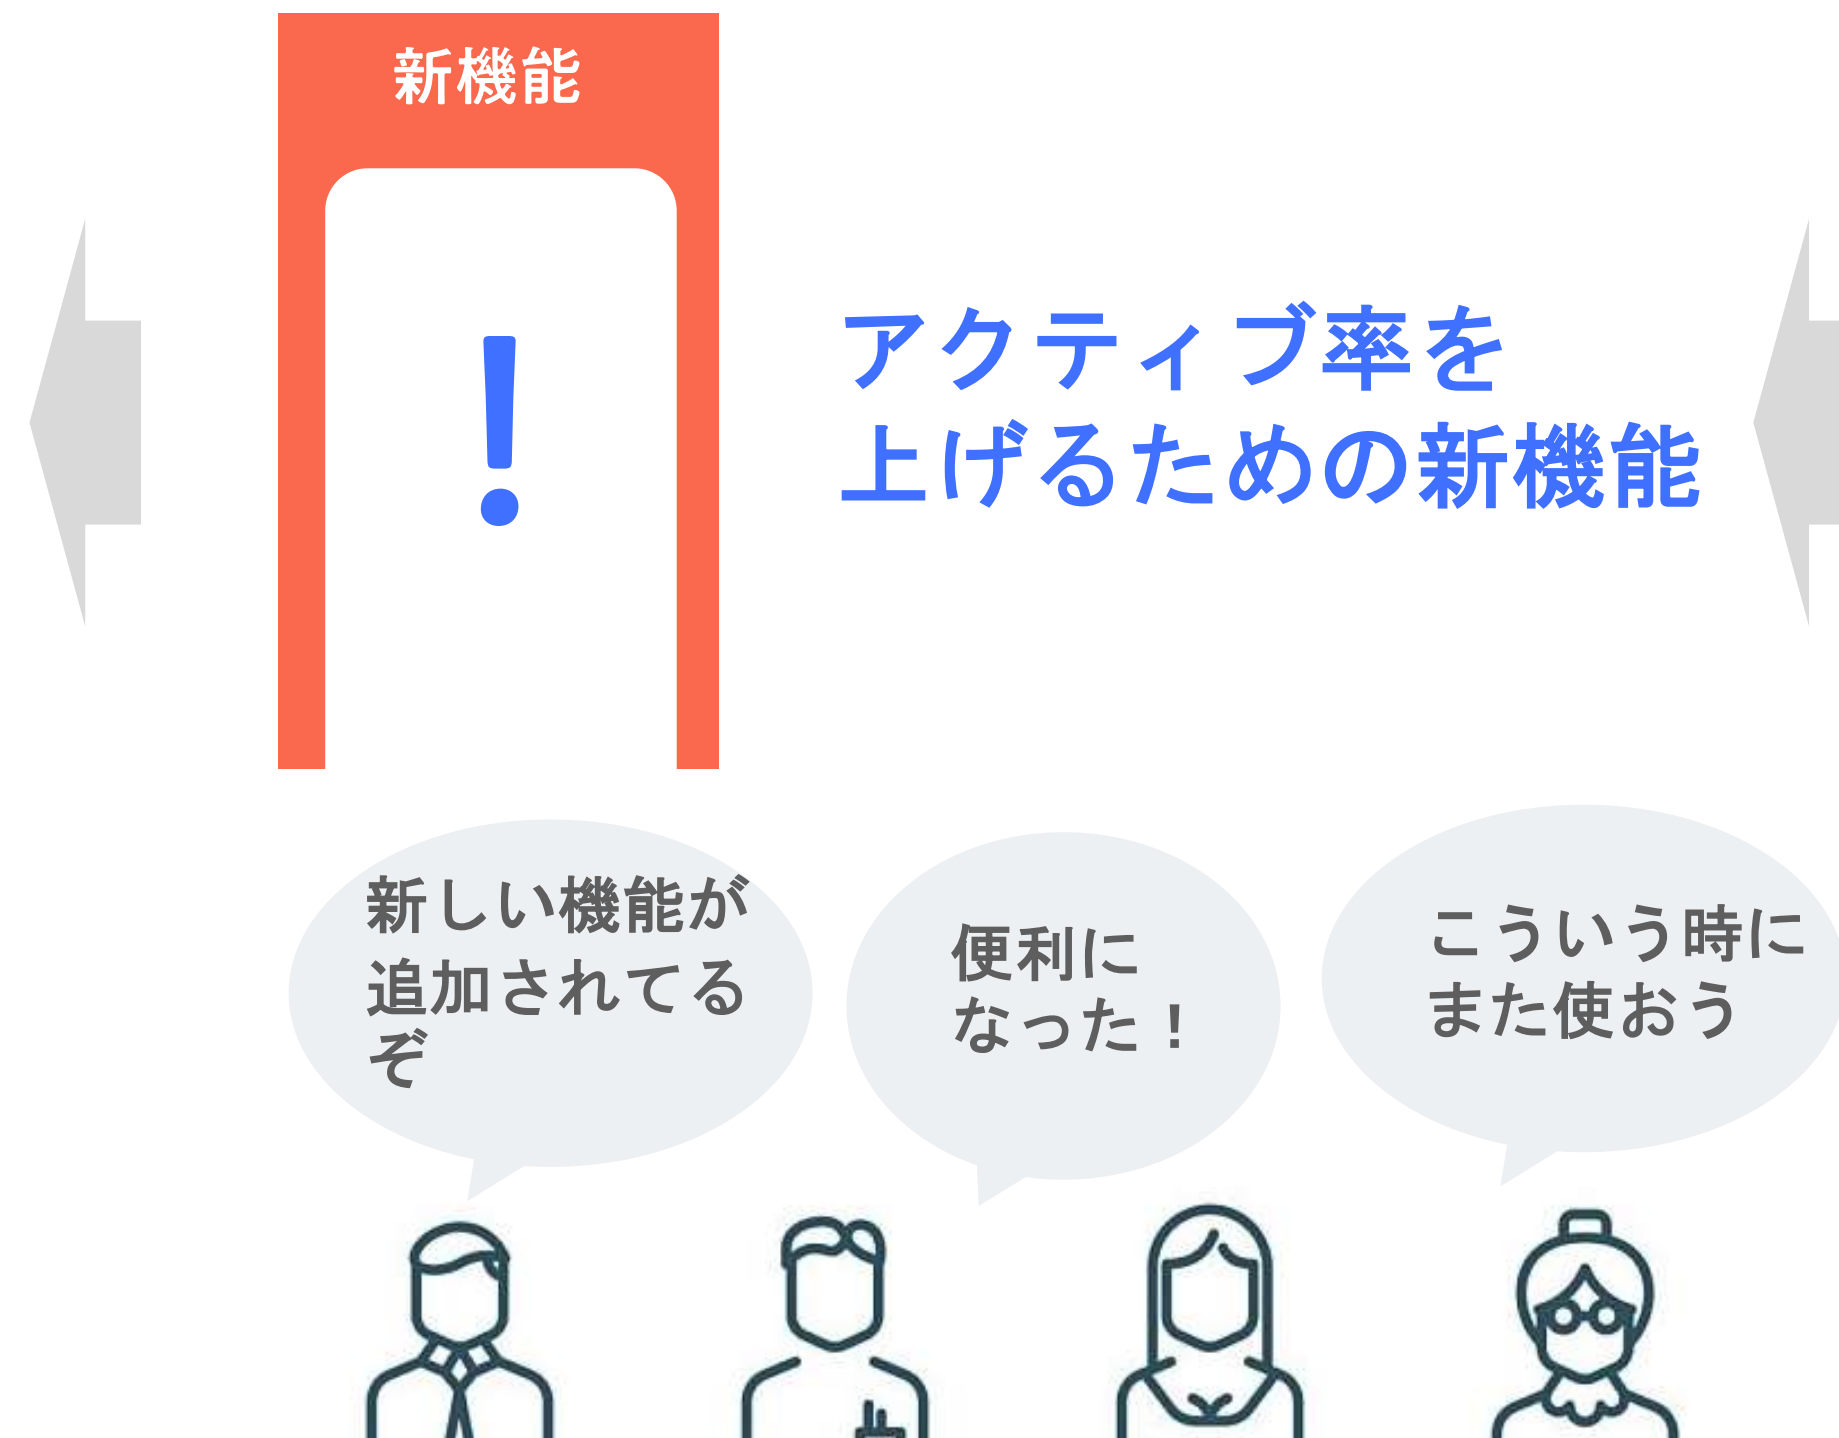 新機能
!
アクティブ率を
上げるための新機能
新しい機能が
追加されてる
ぞ
便利に
なった！
こういう時に
また使おう